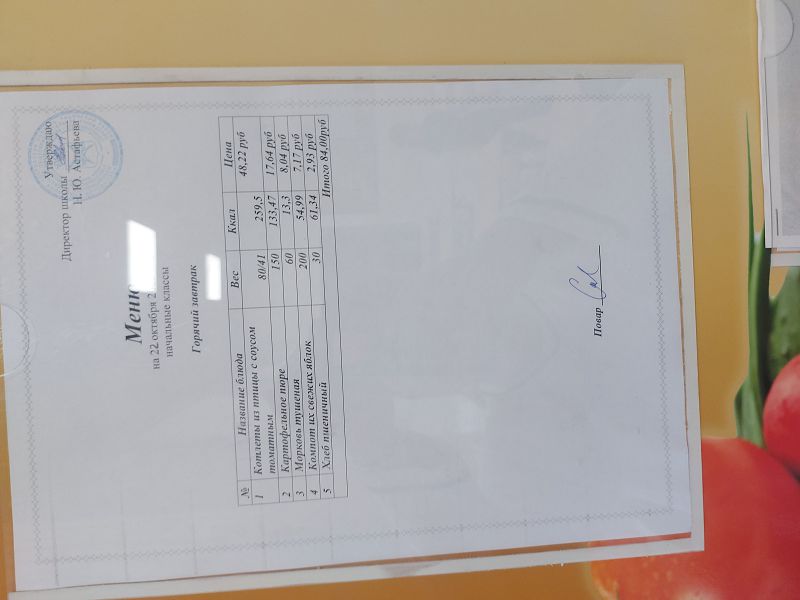 Утверждаю
Директор школы
Н. Ю. Астафьева
Меню
на 22 октября 2
начальные классы
Горячий завтрак
№ Название блюда Вес Ккал Цена
1 Котлеты из птицы с соусом 80/41 259,5 48,22 руб
томатным
2 Картофельное пюре 150 133,47 17,64 руб
3 Морковь тушеная 60 13,3 8,04 руб
4 Компот их свежих яблок 200 54,99 7,17 руб
5 Хлеб пшеничный 30 61,34 2,93 руб
Итого 84,00руб
Повар